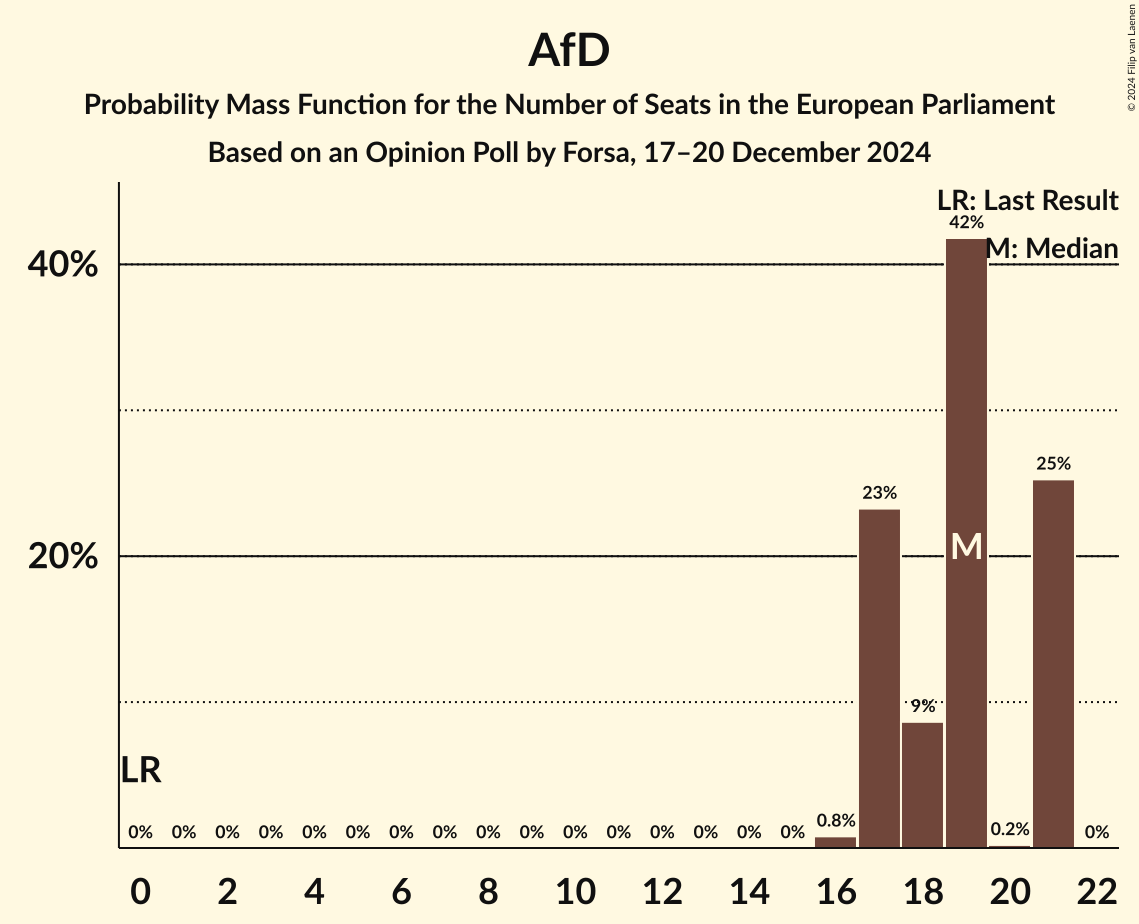 AfD
Probability Mass Function for the Number of Seats in the European Parliament
Based on an Opinion Poll by Forsa, 17–20 December 2024
© 2024 Filip van Laenen
LR: Last Result
M: Median
42%
40%
25%
23%
M
20%
9%
LR
0% 0% 0% 0% 0% 0% 0% 0% 0% 0% 0% 0% 0% 0% 0% 0% 0.8% 0.2% 0%
0 2 4 6 8 10 12 14 16 18 20 22